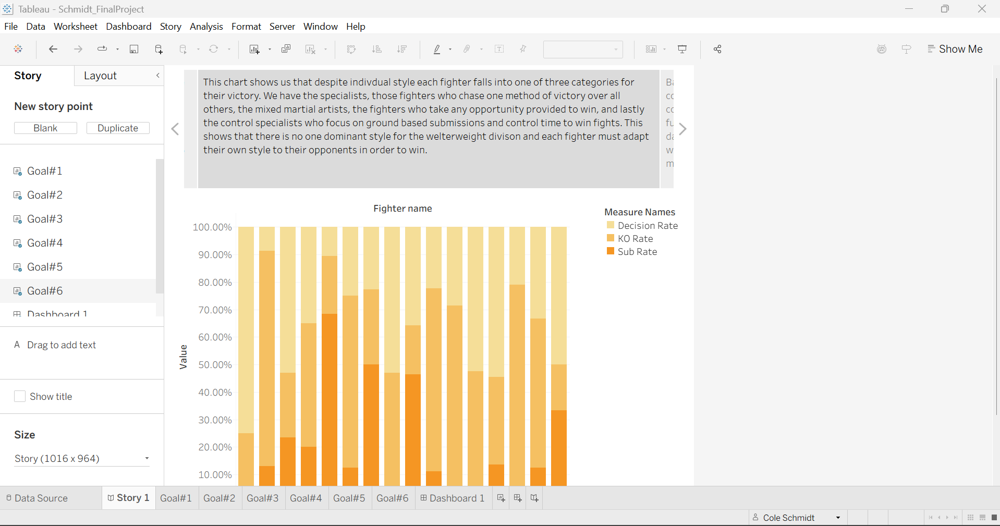 Tableau - Schmidt_FinalProject
File Data Worksheet Dashboard Story Analysis Format Server Window Help
Show Me
Story Layout
New story point
Blank Duplicate
Goal#1
Goal#2
Goal#3
Goal#4
Goal#5
Goal#6
Dashboard 1
A Drag to add text
Show title
Size
Story (1016 x 964)
This chart shows us that despite indivdual style each fighter falls into one of three categories for
their victory. We have the specialists, those fighters who chase one method of victory over all
others, the mixed martial artists, the fighters who take any opportunity provided to win, and lastly
the control specialists who focus on ground based submissions and control time to win fights. This
shows that there is no one dominant style for the welterweight divison and each fighter must adapt
their own style to their opponents in order to win.
Fighter name
Measure Names
Decision Rate
KO Rate
Sub Rate
100.00%
90.00%
80.00%
70.00%
60.00%
50.00%
40.00%
30.00%
20.00%
10.00%
Value
Data Source Story 1 Goal#1 Goal#2 Goal#3 Goal#4 Goal#5 Goal#6 Dashboard 1
Cole Schmidt